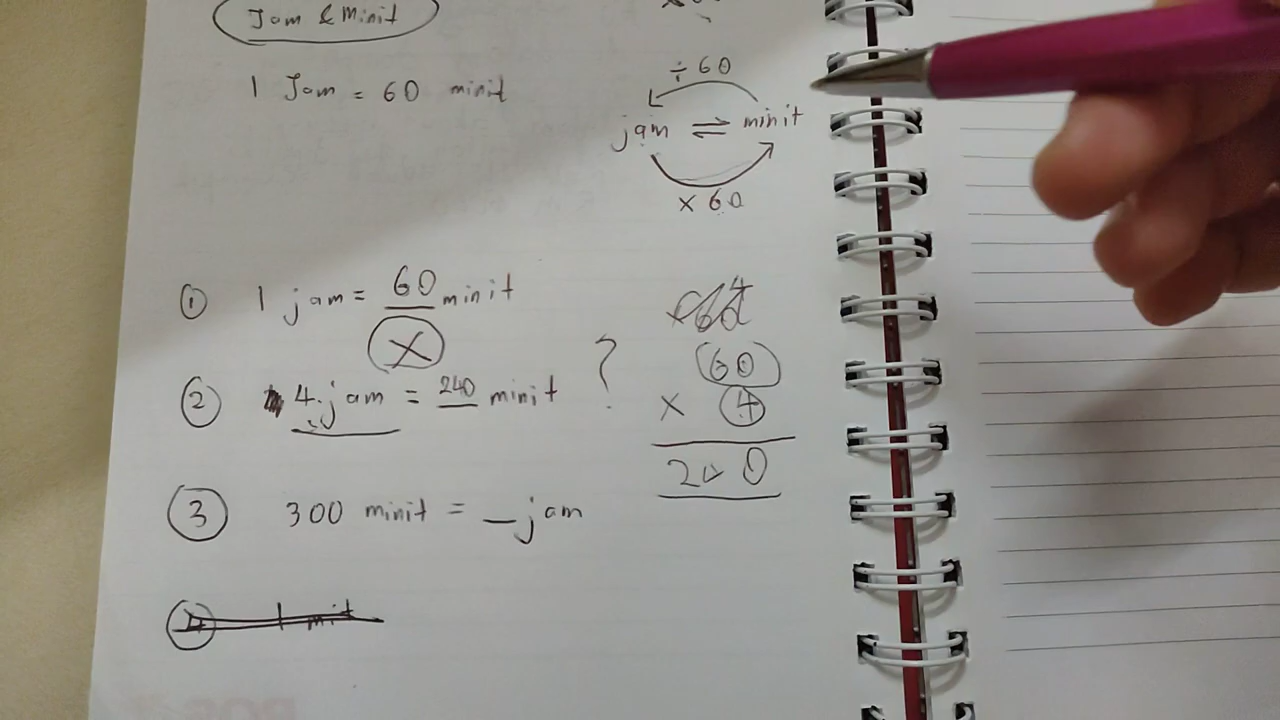 Jam & Minit
1 Jam = 60 minit
÷ 60
jam ⇌ minit
x 60
① 1 jam = 60 minit
x
② 4 jam = 240 minit ?
60
x 4
240
③ 300 minit = _ jam